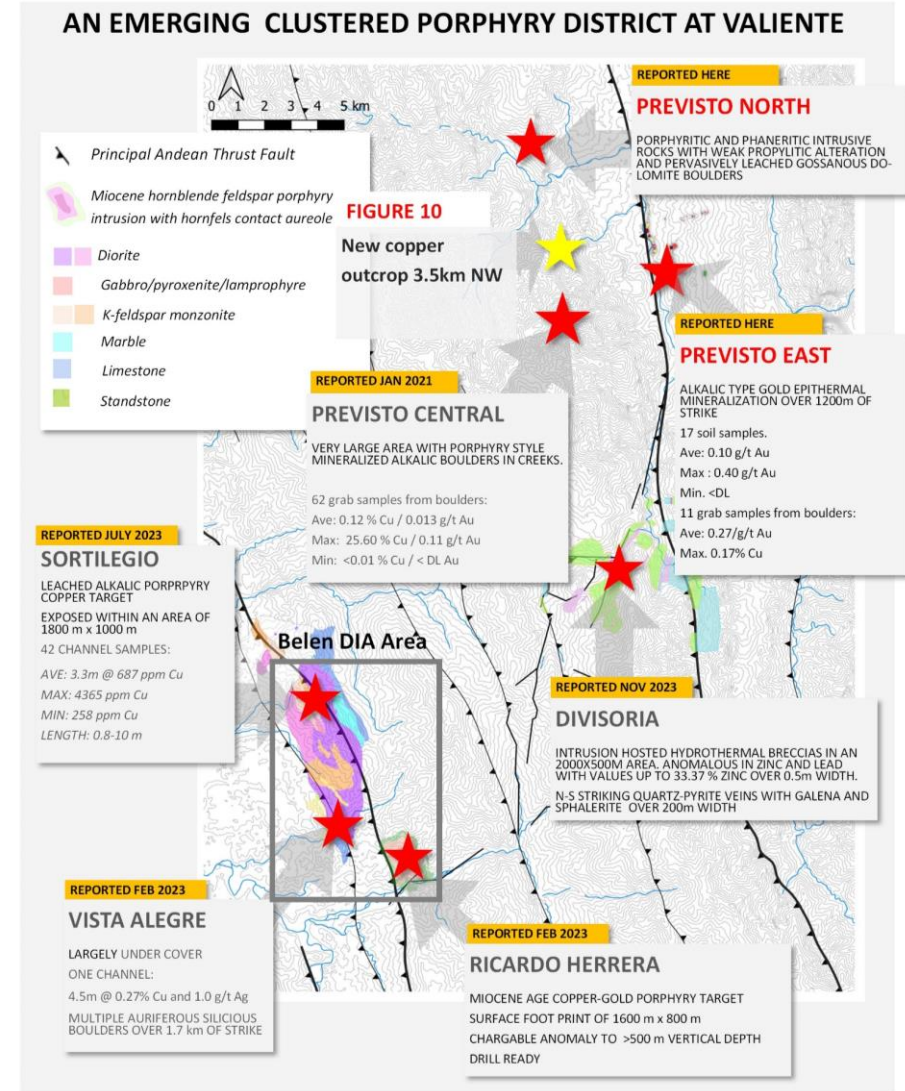 AN EMERGING CLUSTERED PORPHYRY DISTRICT AT VALIENTE
0 1 2 3 4 5 km
Principal Andean Thrust Fault
Miocene hornblende feldspar porphyry
intrusion with hornfels contact aureole
Diorite
Gabbro/pyroxenite/lamprophyre
K-feldspar monzonite
Marble
Limestone
Standstone
FIGURE 10
New copper
outcrop 3.5km NW
REPORTED HERE
PREVISTO NORTH
PORPHYRITIC AND PHANERITIC INTRUSIVE
ROCKS WITH WEAK PROPYLITIC ALTERATION
AND PERVASIVELY LEACHED GOSSANOUS DO-
LOMITE BOULDERS
REPORTED HERE
PREVISTO EAST
ALKALIC TYPE GOLD EPITHERMAL
MINERALIZATION OVER 1200m OF
STRIKE
17 soil samples.
Ave: 0.10 g/t Au
Max : 0.40 g/t Au
Min. <DL
11 grab samples from boulders:
Ave: 0.27/g/t Au
Max. 0.17% Cu
REPORTED JAN 2021
PREVISTO CENTRAL
VERY LARGE AREA WITH PORPHYRY STYLE
MINERALIZED ALKALIC BOULDERS IN CREEKS.
62 grab samples from boulders:
Ave: 0.12 % Cu / 0.013 g/t Au
Max: 25.60 % Cu / 0.11 g/t Au
Min: <0.01 % Cu / < DL Au
REPORTED JULY 2023
SORTILEGIO
LEACHED ALKALIC PORPRPYRY
COPPER TARGET
EXPOSED WITHIN AN AREA OF
1800 m x 1000 m
42 CHANNEL SAMPLES:
AVE: 3.3m @ 687 ppm Cu
MAX: 4365 ppm Cu
MIN: 258 ppm Cu
LENGTH: 0.8-10 m
Belen DIA Area
REPORTED NOV 2023
DIVISORIA
INTRUSION HOSTED HYDROTHERMAL BRECCIAS IN AN
2000X500M AREA. ANOMALOUS IN ZINC AND LEAD
WITH VALUES UP TO 33.37 % ZINC OVER 0.5m WIDTH.
N-S STRIKING QUARTZ-PYRITE VEINS WITH GALENA AND
SPHALERITE OVER 200m WIDTH
REPORTED FEB 2023
VISTA ALEGRE
LARGELY UNDER COVER
ONE CHANNEL:
4.5m @ 0.27% Cu and 1.0 g/t Ag
MULTIPLE AURIFEROUS SILICIOUS
BOULDERS OVER 1.7 km OF STRIKE
REPORTED FEB 2023
RICARDO HERRERA
MIOCENE AGE COPPER-GOLD PORPHYRY TARGET
SURFACE FOOT PRINT OF 1600 m x 800 m
CHARGABLE ANOMALY TO >500 m VERTICAL DEPTH
DRILL READY